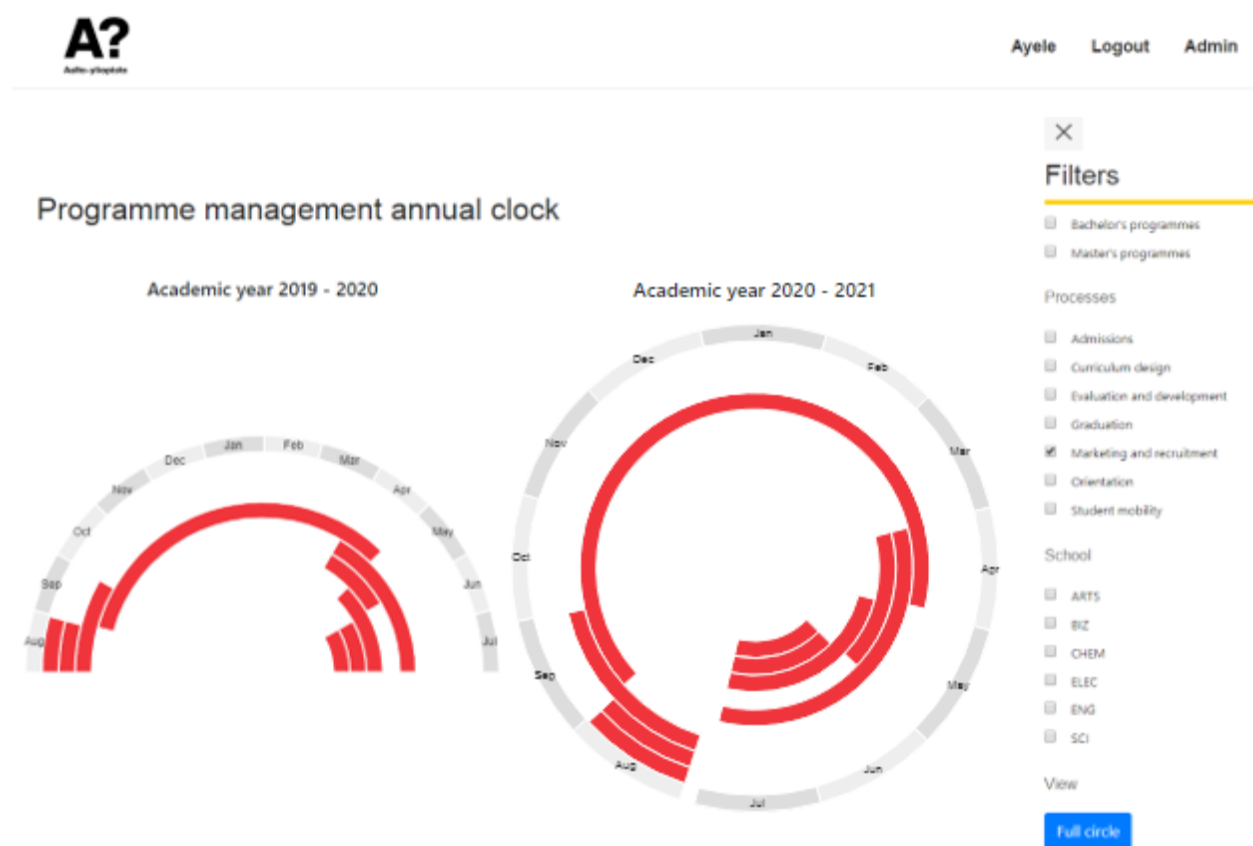 A?
Aalto-yliopisto
Ayele Logout Admin
Filters
Programme management annual clock
Bachelor's programmes
Master's programmes
Academic year 2019 - 2020
Academic year 2020 - 2021
Processes
Admissions
Curriculum design
Evaluation and development
Graduation
Marketing and recruitment
Orientation
Student mobility
School
ARTS
BIZ
CHEM
ELEC
ENG
SCI
View
Full circle
Aug
Sep
Oct
Nov
Dec
Jan
Feb
Mar
Apr
May
Jun
Jul
Aug
Sep
Oct
Nov
Dec
Jan
Feb
Mar
Apr
May
Jun
Jul